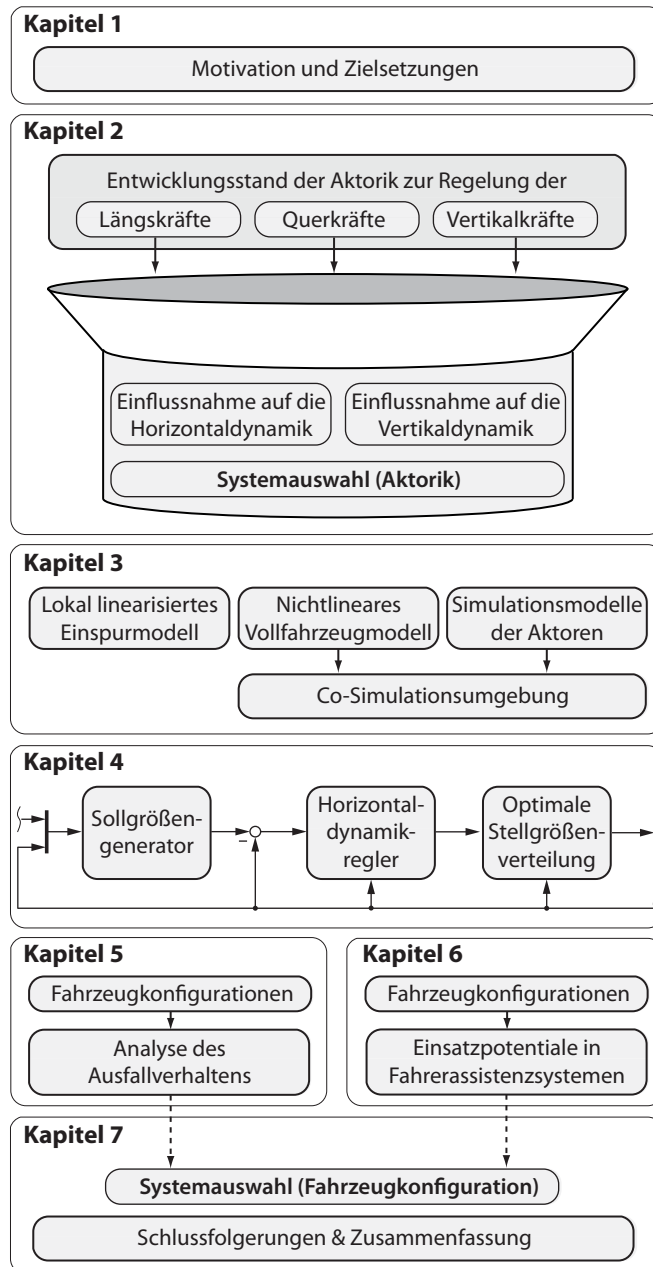 Kapitel 1
Motivation und Zielsetzungen
Kapitel 2
Entwicklungsstand der Aktorik zur Regelung der
Längskräfte
Querkräfte
Vertikalkräfte
Einflussnahme auf die
Horizontaldynamik
Einflussnahme auf die
Vertikaldynamik
Systemauswahl (Aktorik)
Kapitel 3
Lokal linearisiertes
Einspurmodell
Nichtlineares
Vollfahrzeugmodell
Simulationsmodelle
der Aktoren
Co-Simulationsumgebung
Kapitel 4
Sollgrößen-
generator
–
Horizontal-
dynamik-
regler
Optimale
Stellgrößen-
verteilung
Kapitel 5
Fahrzeugkonfigurationen
Analyse des
Ausfallverhaltens
Kapitel 6
Fahrzeugkonfigurationen
Einsatzpotentiale in
Fahrerassistenzsystemen
Kapitel 7
Systemauswahl (Fahrzeugkonfiguration)
Schlussfolgerungen & Zusammenfassung